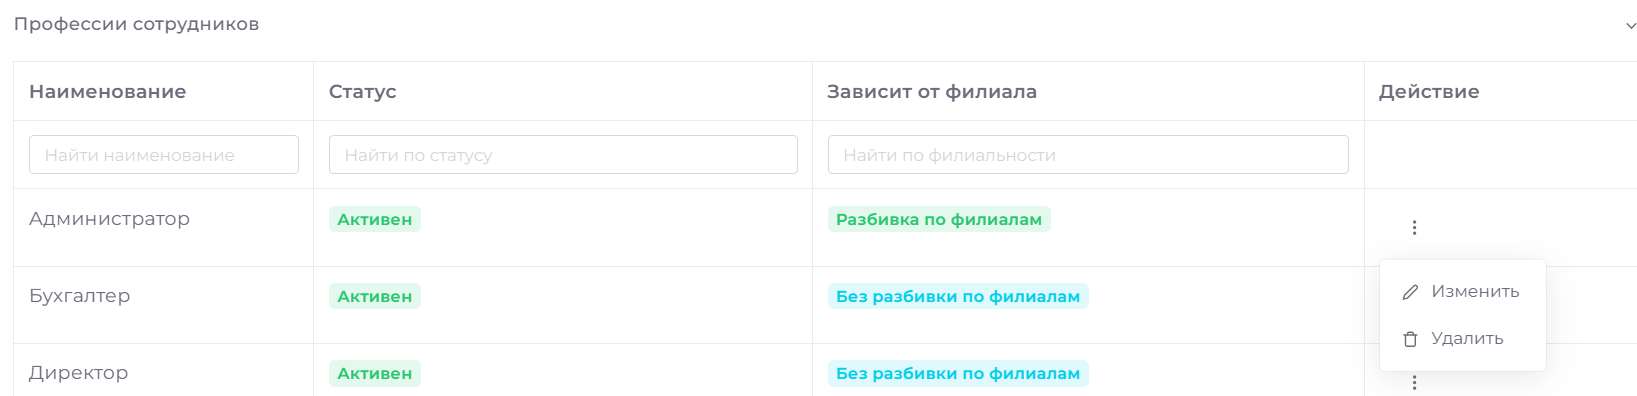 Профессии сотрудников
Наименование Статус Зависит от филиала Действие
Найти наименование Найти по статусу Найти по филиальности
Администратор Активен Разбивка по филиалам
Бухгалтер Активен Без разбивки по филиалам Изменить
Удалить
Директор Активен Без разбивки по филиалам